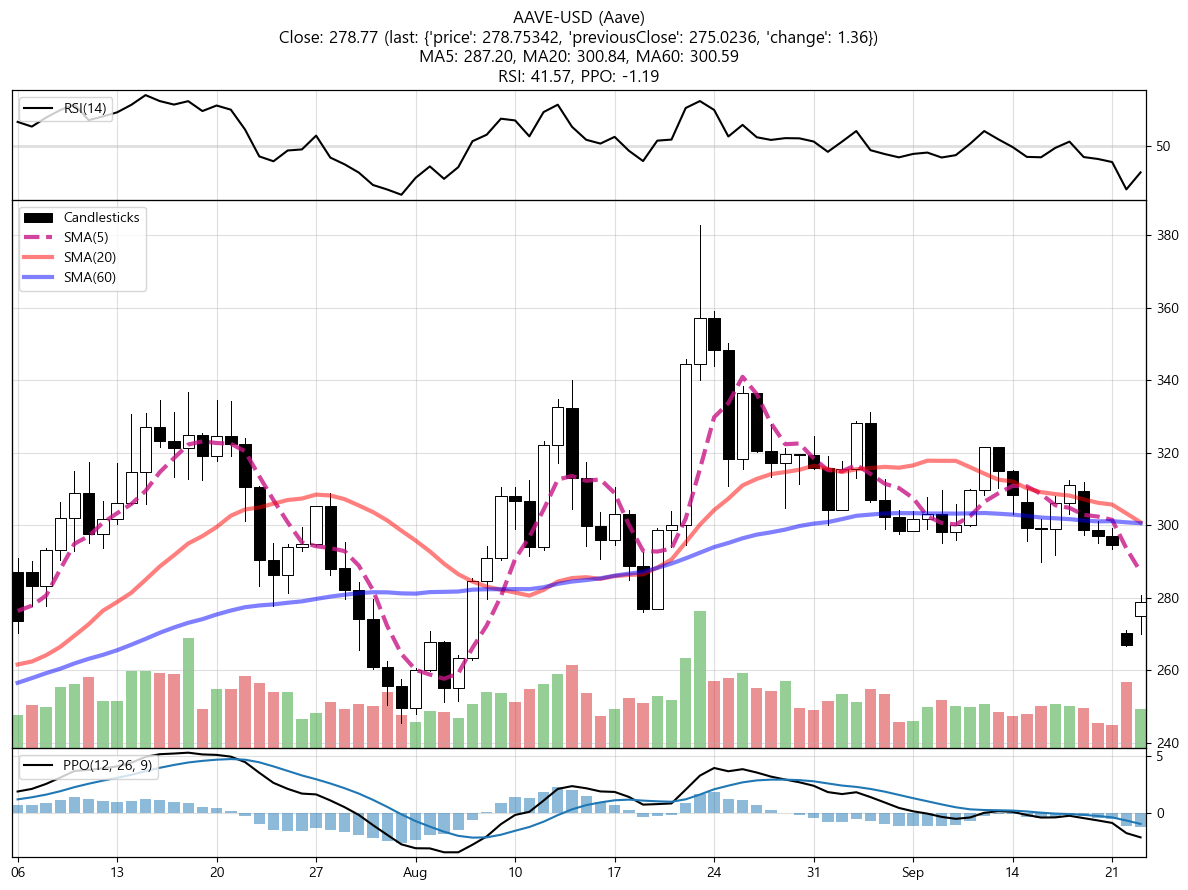 AAVE-USD (Aave)
Close: 278.77 (last: {'price': 278.75342, 'previousClose': 275.0236, 'change': 1.36})
MA5: 287.20, MA20: 300.84, MA60: 300.59
RSI: 41.57, PPO: -1.19
RSI(14)
50
Candlesticks
SMA(5)
SMA(20)
SMA(60)
380
360
340
320
300
280
260
240
PPO(12, 26, 9)
5
0
06 13 20 27 Aug 10 17 24 31 Sep 14 21